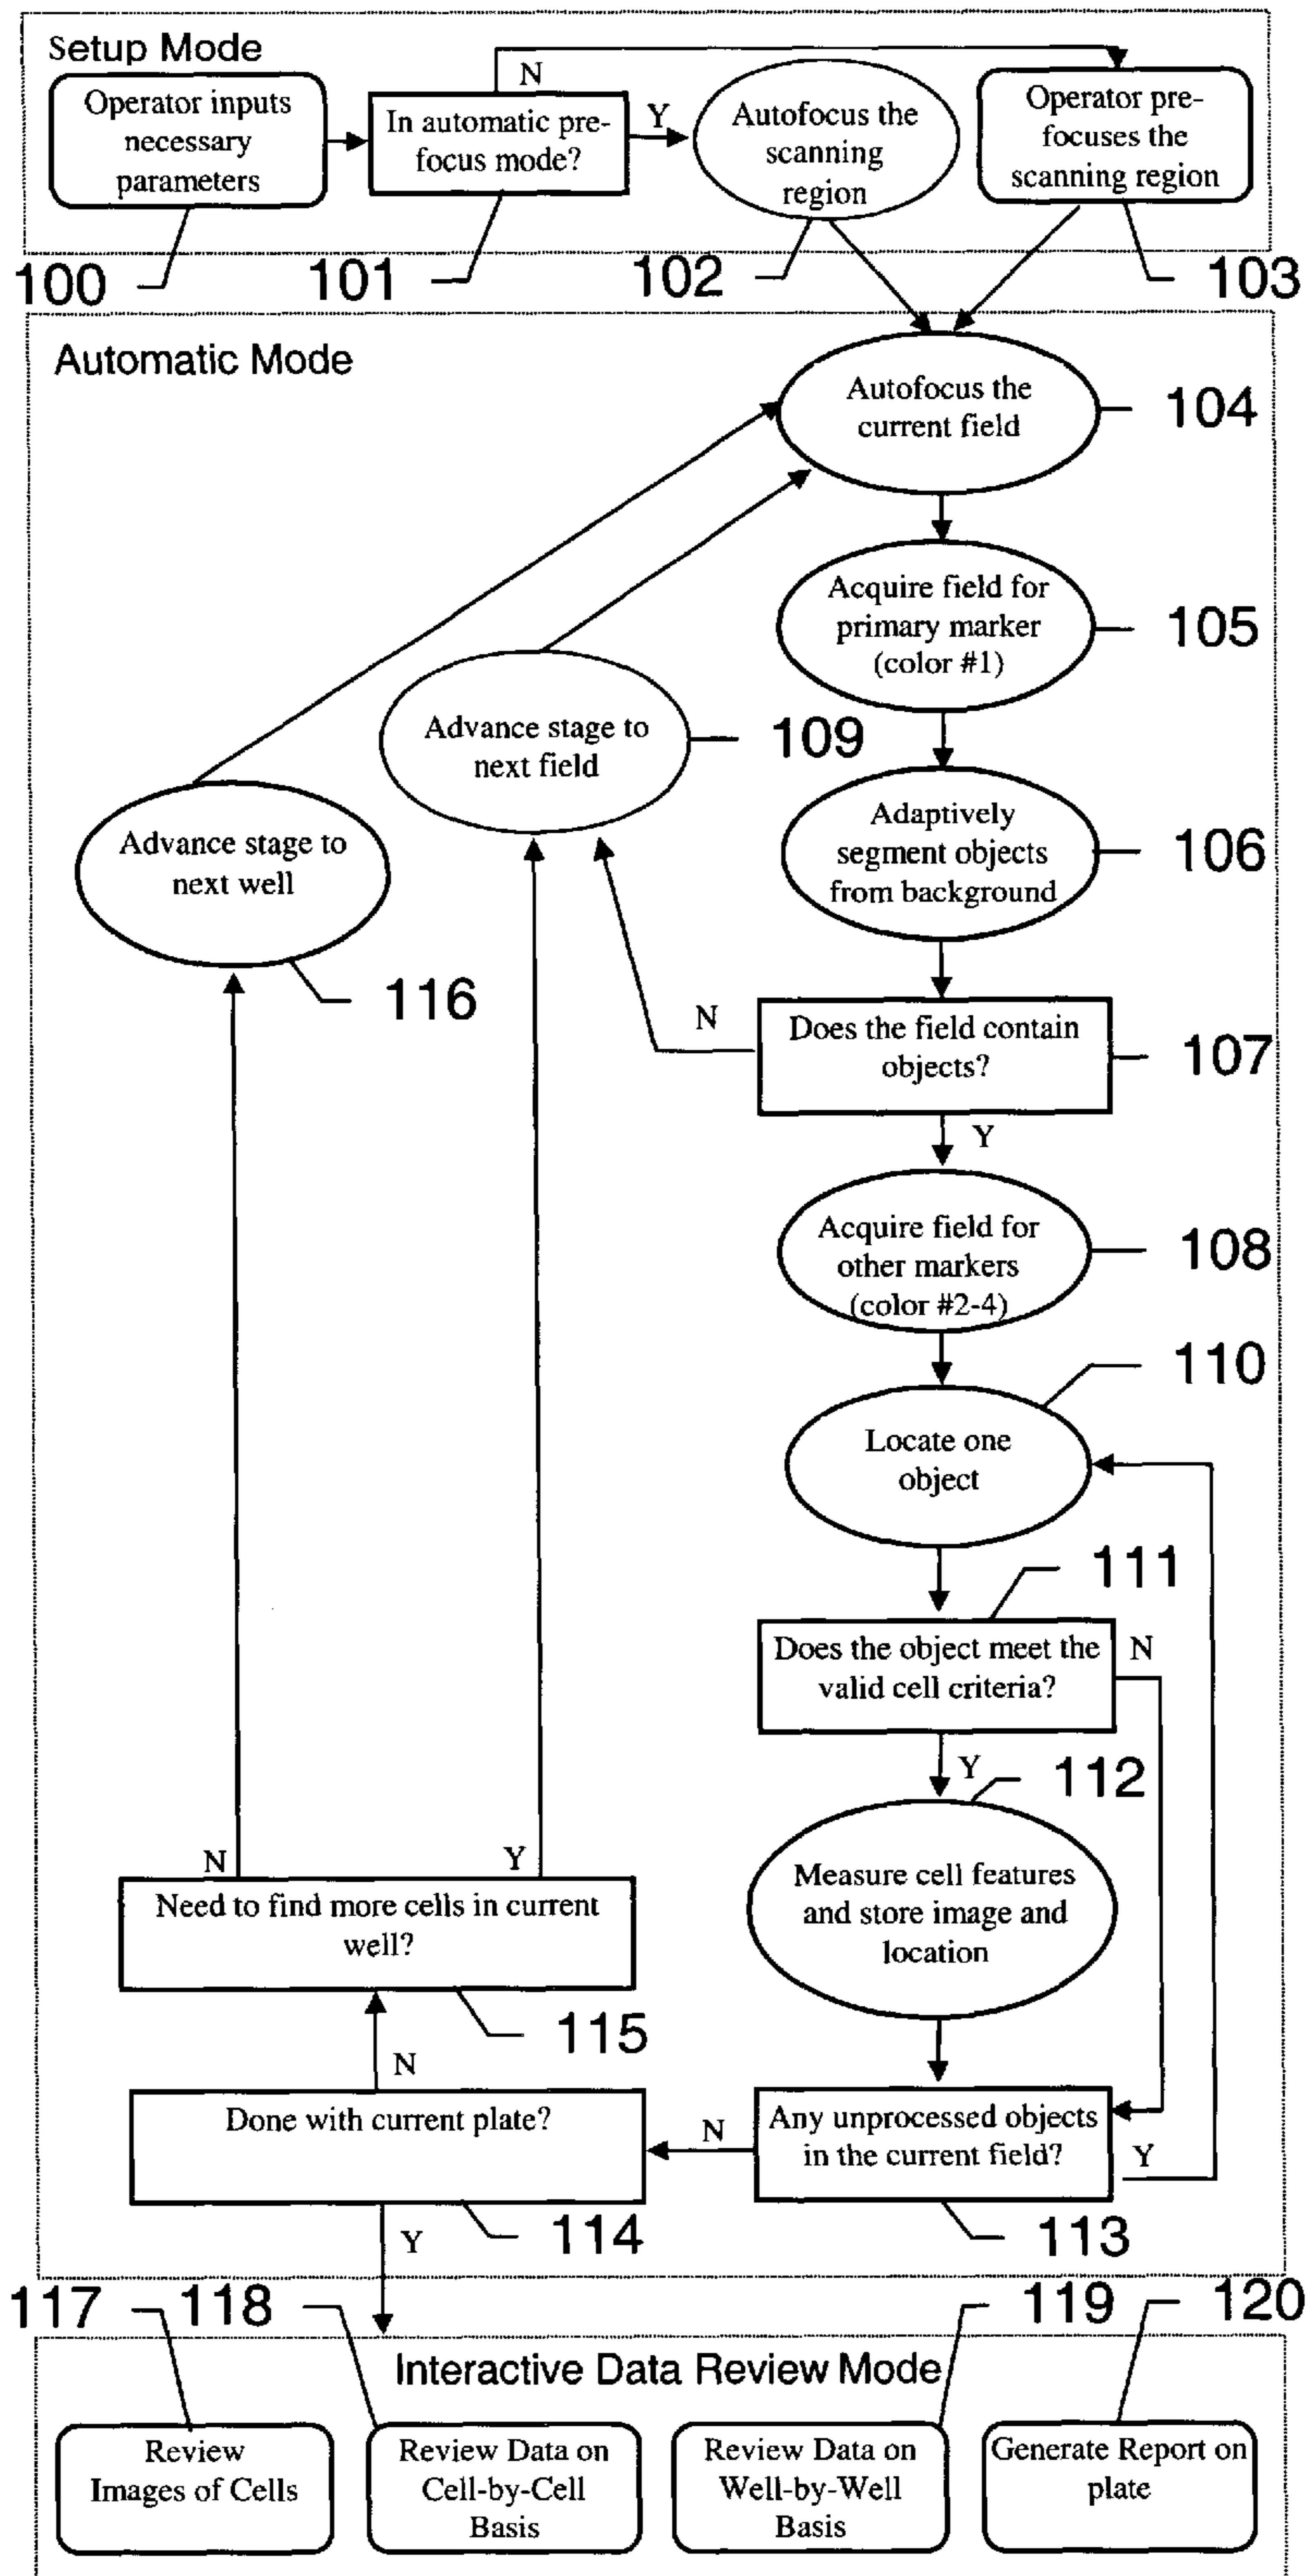 Setup Mode
Operator inputs
necessary
parameters
In automatic pre-
focus mode?
N
Y
Autofocus the
scanning
region
Operator pre-
focuses the
scanning region
100
101
102
103
Automatic Mode
Autofocus the
current field
104
Acquire field for
primary marker
(color #1)
105
Advance stage to
next field
109
Advance stage to
next well
116
Adaptively
segment objects
from background
106
Does the field contain
objects?
107
N
Y
Acquire field for
other markers
(color #2-4)
108
110
Locate one
object
111
Does the object meet the
valid cell criteria?
N
Y
112
Measure cell features
and store image and
location
N
Y
Need to find more cells in current
well?
115
N
Done with current plate?
N
Any unprocessed objects
in the current field?
Y
114
Y
113
117
118
119
120
Interactive Data Review Mode
Review
Images of Cells
Review Data on
Cell-by-Cell
Basis
Review Data on
Well-by-Well
Basis
Generate Report on
plate